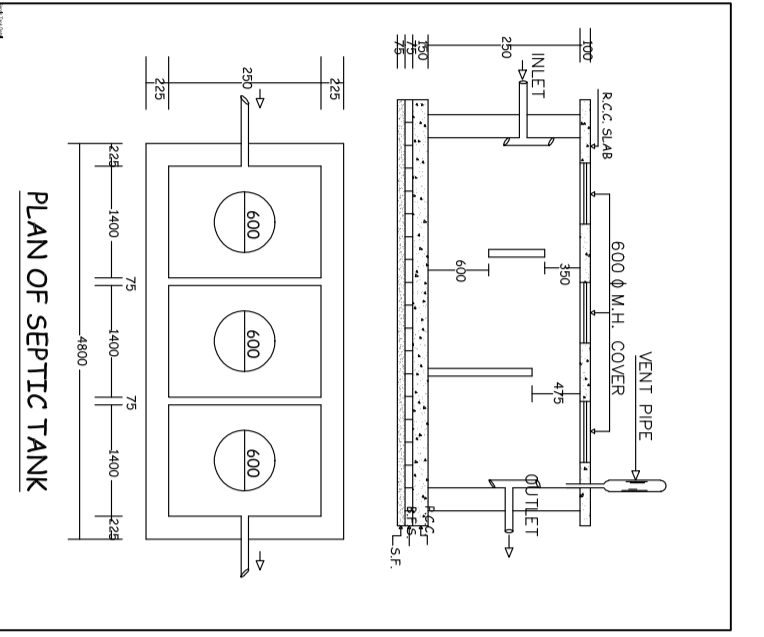 VENT PIPE
600 ϕ M.H. COVER
R.C.C. SLAB
INLET
100
250
150
75
75
350
600
475
OUTLET
P.C.C.
B.F.S.
S.F.
225
250
225
600
600
600
225
1400
75
1400
75
1400
225
4800
PLAN OF SEPTIC TANK